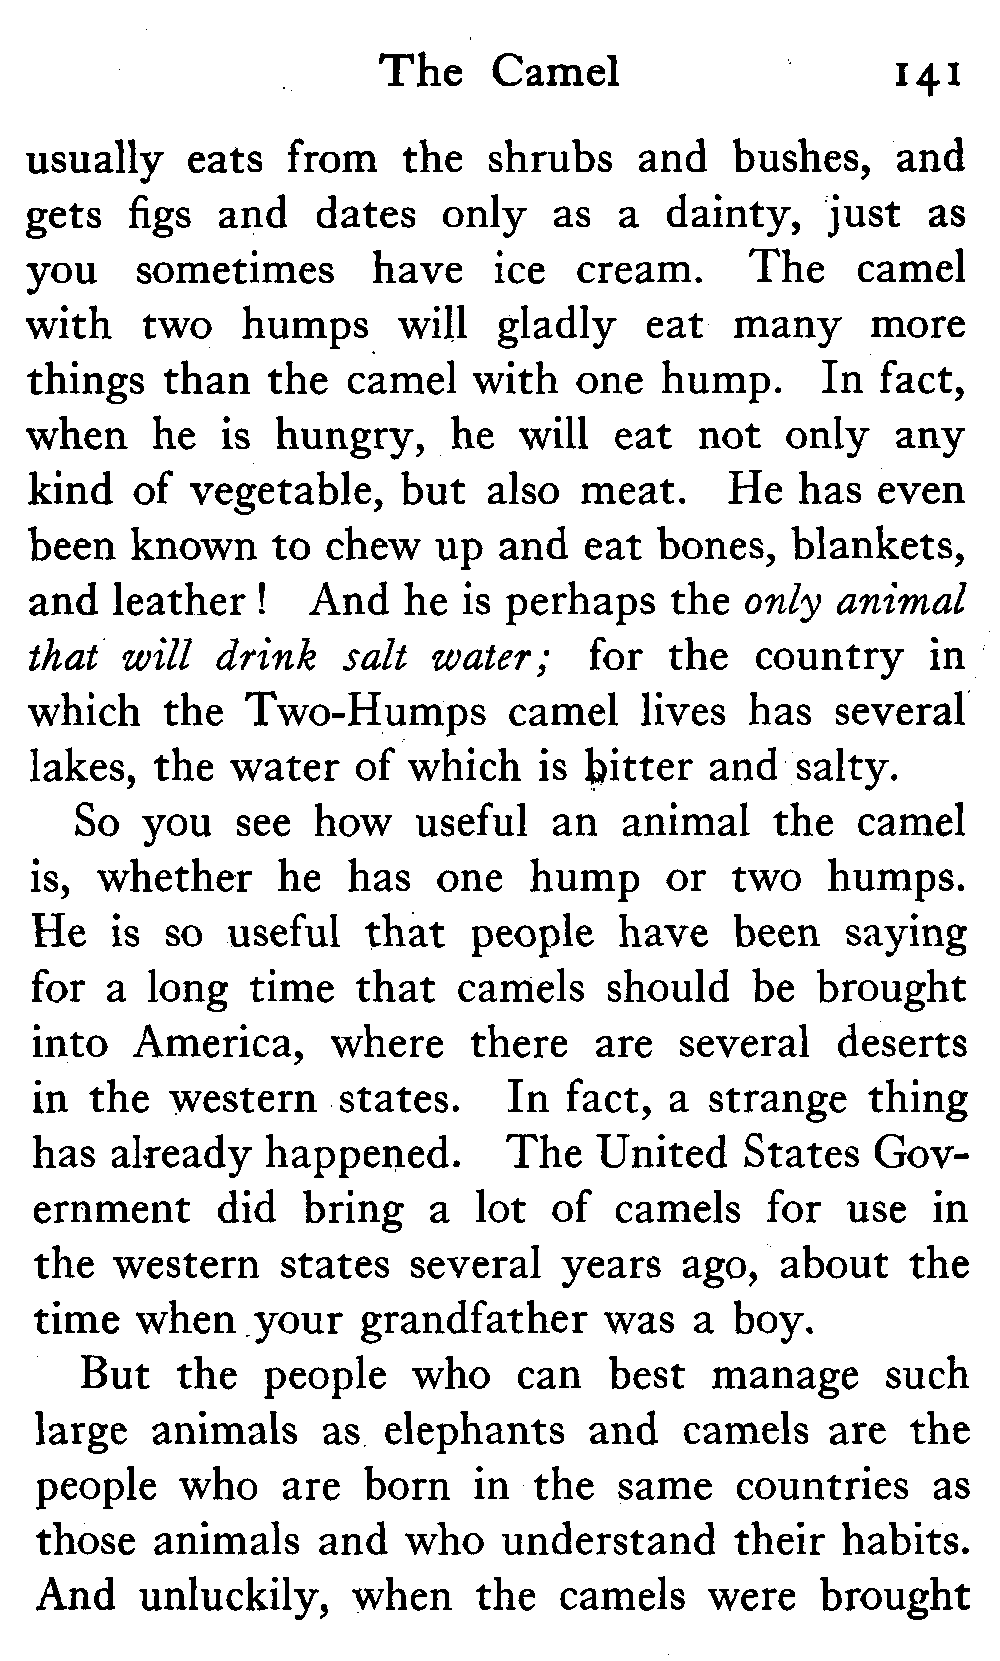 The Camel 141
usually eats from the shrubs and bushes, and
gets figs and dates only as a dainty, just as
you sometimes have ice cream. The camel
with two humps will gladly eat many more
things than the camel with one hump. In fact,
when he is hungry, he will eat not only any
kind of vegetable, but also meat. He has even
been known to chew up and eat bones, blankets,
and leather! And he is perhaps the only animal
that will drink salt water; for the country in
which the Two-Humps camel lives has several
lakes, the water of which is bitter and salty.
So you see how useful an animal the camel
is, whether he has one hump or two humps.
He is so useful that people have been saying
for a long time that camels should be brought
into America, where there are several deserts
in the western states. In fact, a strange thing
has already happened. The United States Gov-
ernment did bring a lot of camels for use in
the western states several years ago, about the
time when your grandfather was a boy.
But the people who can best manage such
large animals as elephants and camels are the
people who are born in the same countries as
those animals and who understand their habits.
And unluckily, when the camels were brought